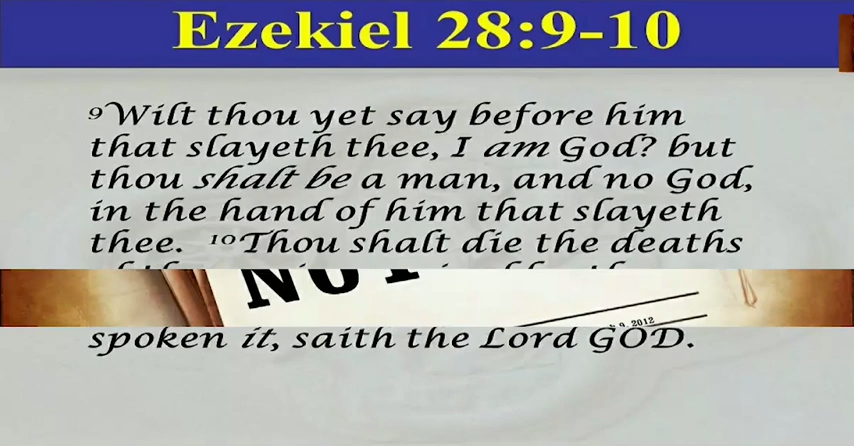 Ezekiel 28:9-10
⁹Wilt thou yet say before him
that slayeth thee, I am God? but
thou shalt be a man, and no God,
in the hand of him that slayeth
thee. ¹⁰Thou shalt die the deaths
9, 2012
spoken it, saith the Lord GOD.